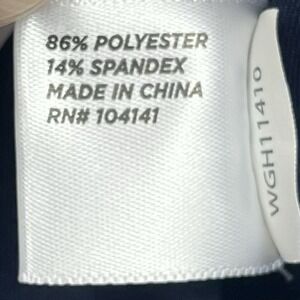 86% POLYESTER
14% SPANDEX
MADE IN CHINA
RN# 104141
WGH11410